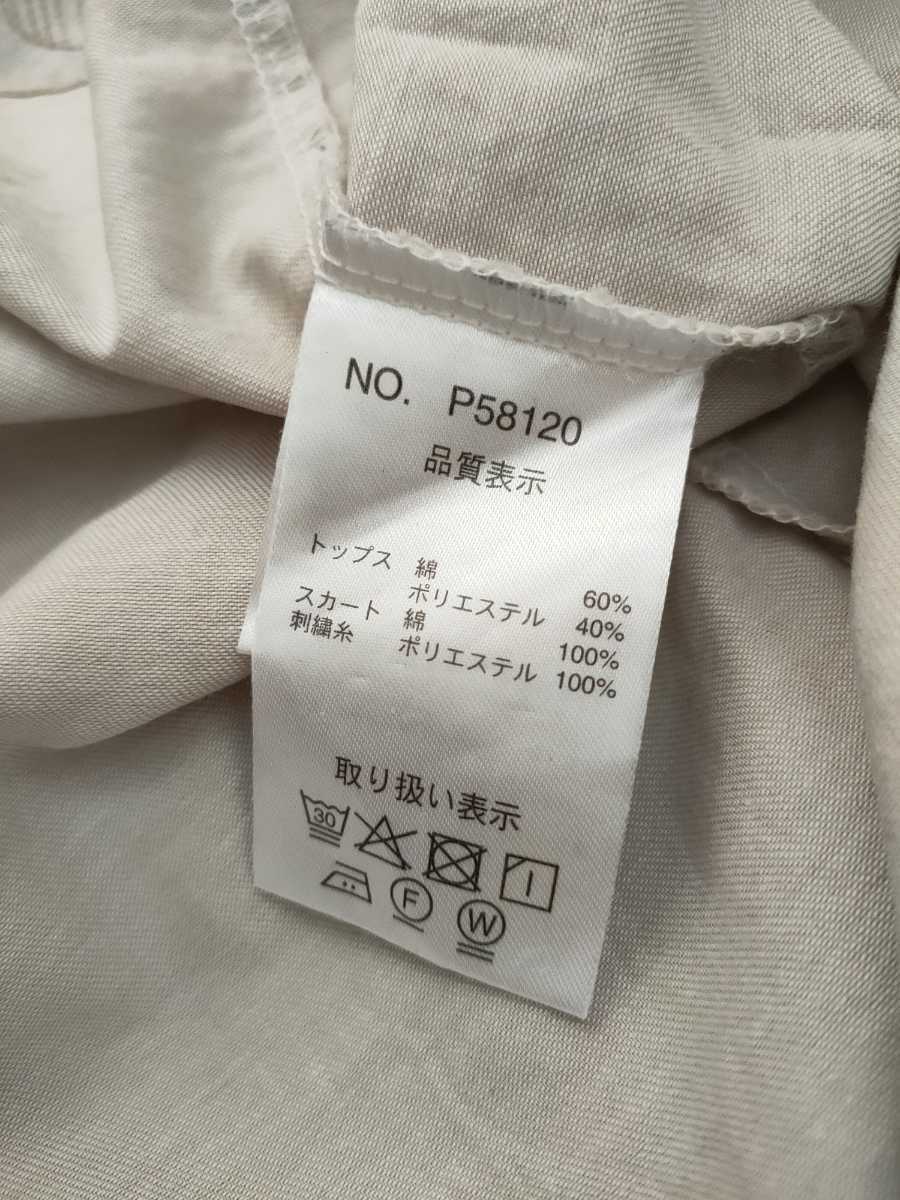 NO. P58120
品質表示
トップス 綿 60%
ポリエステル 40%
スカート 綿 100%
刺繍糸 ポリエステル 100%
取り扱い表示
30
F
W